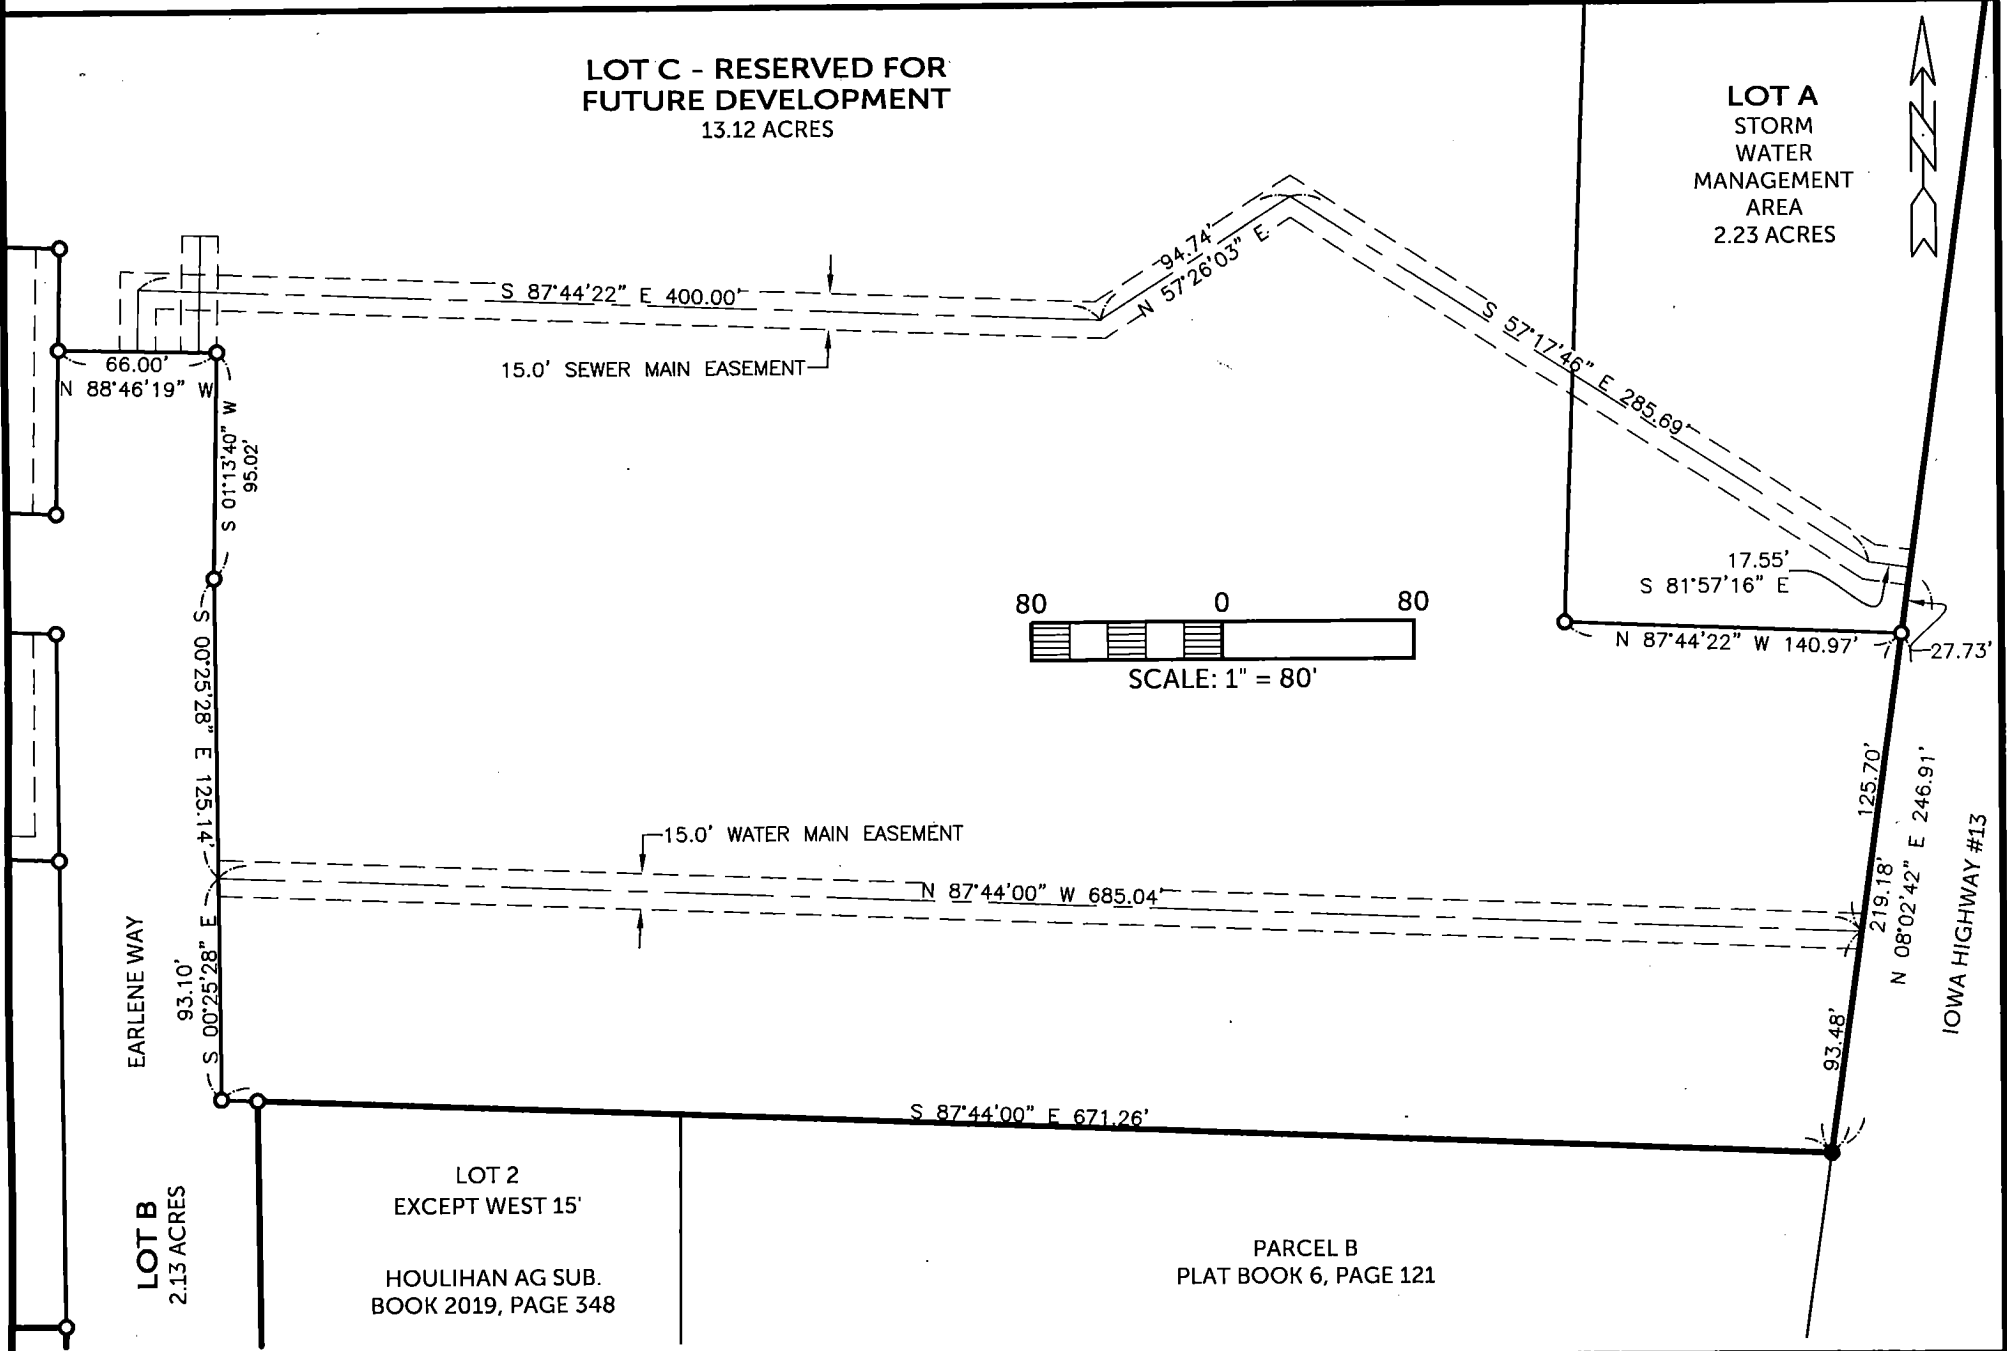 LOT C - RESERVED FOR
FUTURE DEVELOPMENT
13.12 ACRES
LOT A
STORM
WATER
MANAGEMENT
AREA
2.23 ACRES
N
94.74'
N 57°26'03" E
S 87°44'22" E 400.00'
S 57°17'46" E 285.69'
15.0' SEWER MAIN EASEMENT
66.00'
N 88°46'19" W
S 01°13'40" W
95.02'
17.55'
S 81°57'16" E
80 0 80
SCALE: 1" = 80'
N 87°44'22" W 140.97'
27.73'
S 00°25'28" E 125.14'
125.70'
219.18'
N 08°02'42" E 246.91'
IOWA HIGHWAY #13
15.0' WATER MAIN EASEMENT
N 87°44'00" W 685.04'
EARLENE WAY
93.10'
S 00°25'28" E
93.48'
S 87°44'00" E 671.26'
LOT B
2.13 ACRES
LOT 2
EXCEPT WEST 15'
HOULIHAN AG SUB.
BOOK 2019, PAGE 348
PARCEL B
PLAT BOOK 6, PAGE 121